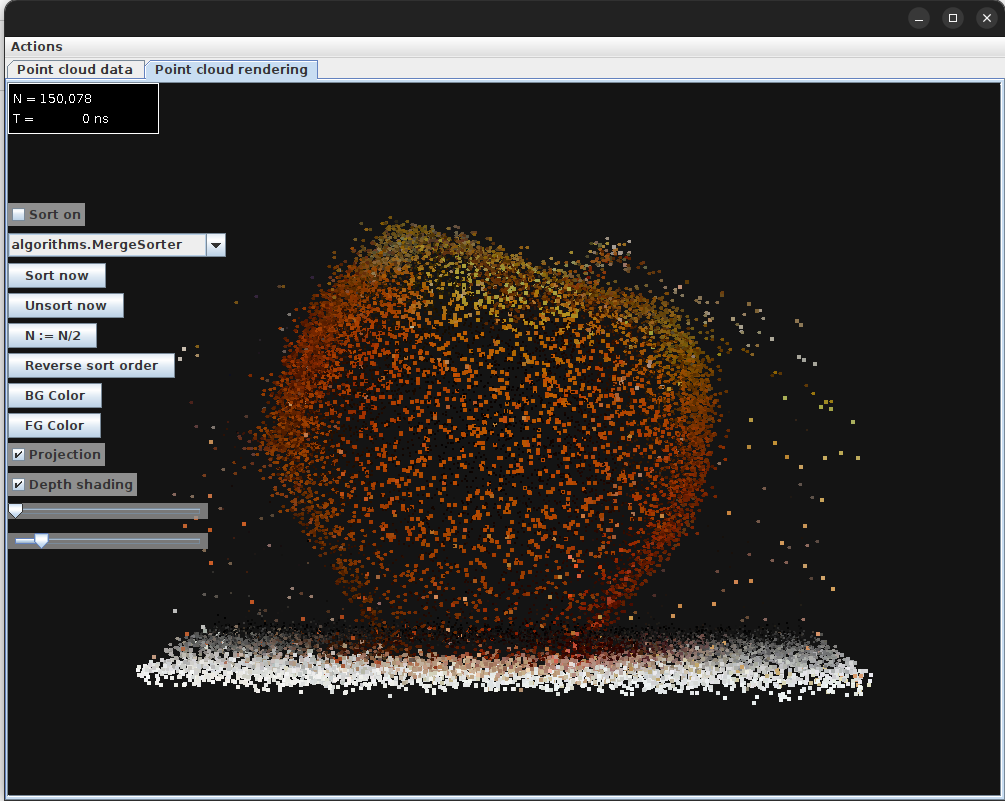 Actions
Point cloud data
Point cloud rendering
N = 150,078
T = 0 ns
Sort on
algorithms.MergeSorter
Sort now
Unsort now
N := N/2
Reverse sort order
BG Color
FG Color
Projection
Depth shading